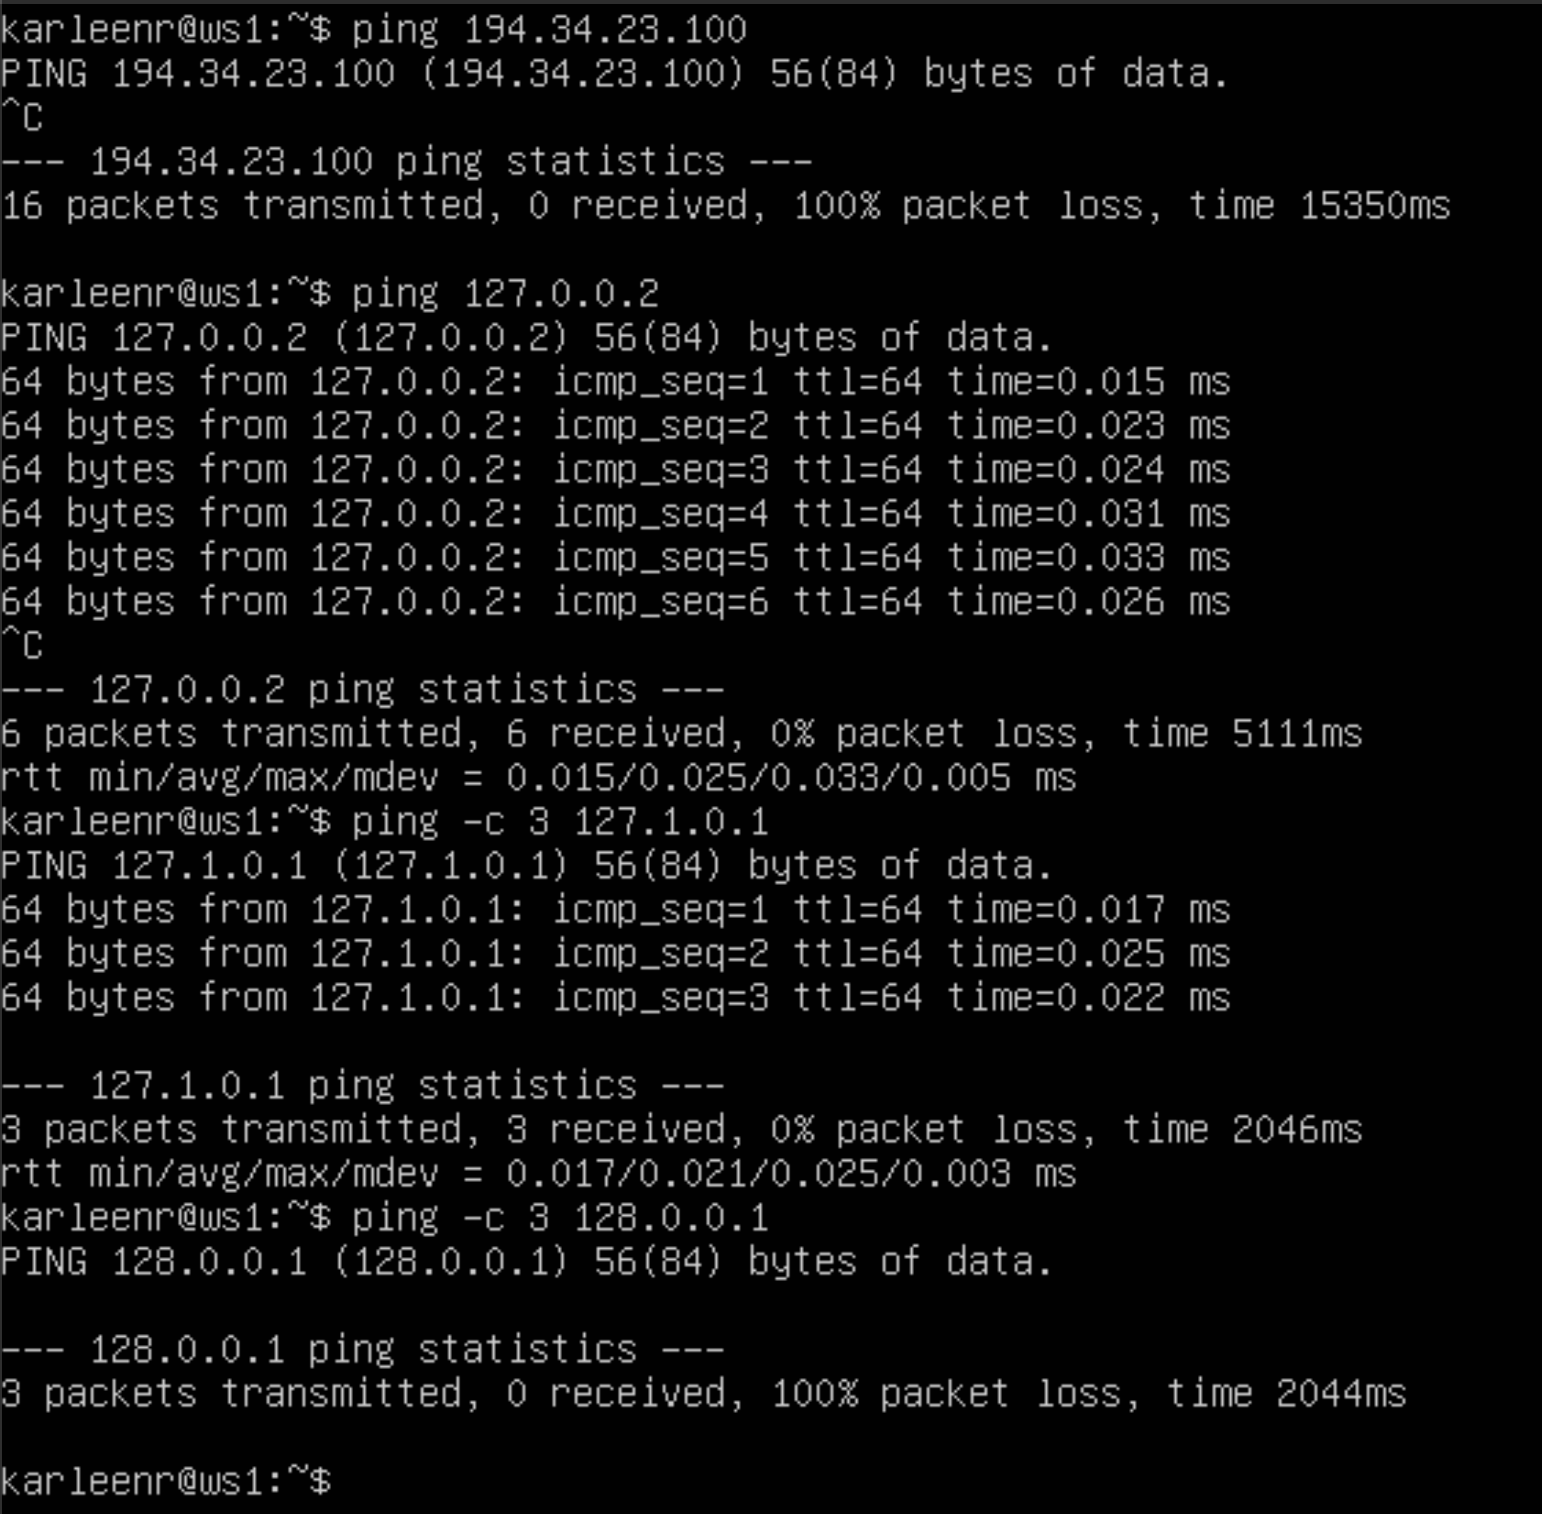 karleenr@ws1:~$ ping 194.34.23.100
PING 194.34.23.100 (194.34.23.100) 56(84) bytes of data.
^C
--- 194.34.23.100 ping statistics ---
16 packets transmitted, 0 received, 100% packet loss, time 15350ms

karleenr@ws1:~$ ping 127.0.0.2
PING 127.0.0.2 (127.0.0.2) 56(84) bytes of data.
64 bytes from 127.0.0.2: icmp_seq=1 ttl=64 time=0.015 ms
64 bytes from 127.0.0.2: icmp_seq=2 ttl=64 time=0.023 ms
64 bytes from 127.0.0.2: icmp_seq=3 ttl=64 time=0.024 ms
64 bytes from 127.0.0.2: icmp_seq=4 ttl=64 time=0.031 ms
64 bytes from 127.0.0.2: icmp_seq=5 ttl=64 time=0.033 ms
64 bytes from 127.0.0.2: icmp_seq=6 ttl=64 time=0.026 ms
^C
--- 127.0.0.2 ping statistics ---
6 packets transmitted, 6 received, 0% packet loss, time 5111ms
rtt min/avg/max/mdev = 0.015/0.025/0.033/0.005 ms
karleenr@ws1:~$ ping -c 3 127.1.0.1
PING 127.1.0.1 (127.1.0.1) 56(84) bytes of data.
64 bytes from 127.1.0.1: icmp_seq=1 ttl=64 time=0.017 ms
64 bytes from 127.1.0.1: icmp_seq=2 ttl=64 time=0.025 ms
64 bytes from 127.1.0.1: icmp_seq=3 ttl=64 time=0.022 ms

--- 127.1.0.1 ping statistics ---
3 packets transmitted, 3 received, 0% packet loss, time 2046ms
rtt min/avg/max/mdev = 0.017/0.021/0.025/0.003 ms
karleenr@ws1:~$ ping -c 3 128.0.0.1
PING 128.0.0.1 (128.0.0.1) 56(84) bytes of data.

--- 128.0.0.1 ping statistics ---
3 packets transmitted, 0 received, 100% packet loss, time 2044ms

karleenr@ws1:~$